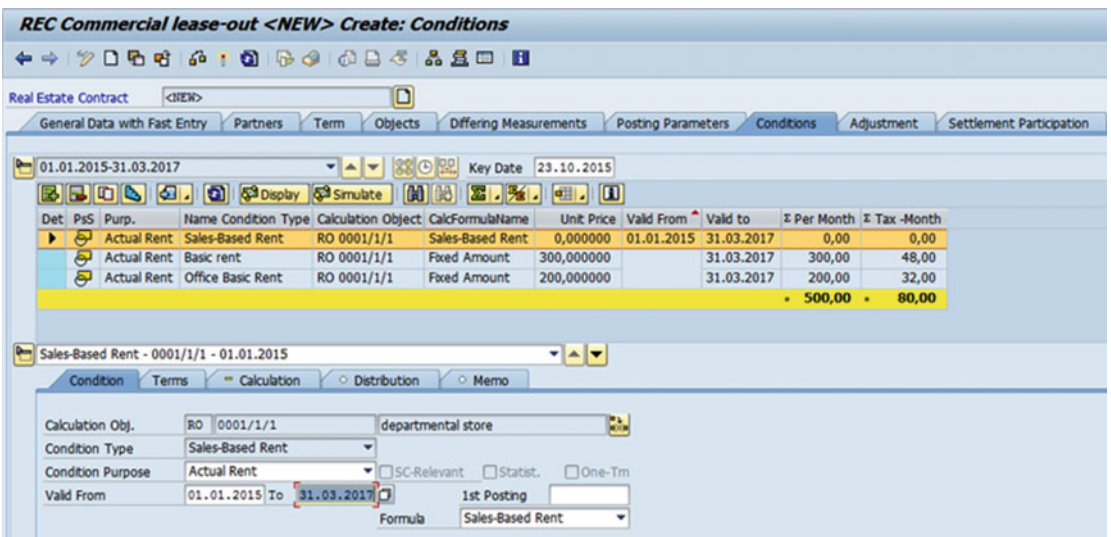 REC Commercial lease-out <NEW> Create: Conditions
Real Estate Contract <NEW>
General Data with Fast Entry Partners Term Objects Differing Measurements Posting Parameters Conditions Adjustment Settlement Participation
01.01.2015-31.03.2017 Key Date 23.10.2015
Display Simulate
Det PsS Purp. Name Condition Type Calculation Object CalcFormulaName Unit Price Valid From Valid to Σ Per Month Σ Tax -Month
Actual Rent Sales-Based Rent RO 0001/1/1 Sales-Based Rent 0,000000 01.01.2015 31.03.2017 0,00 0,00
Actual Rent Basic rent RO 0001/1/1 Fixed Amount 300,000000 31.03.2017 300,00 48,00
Actual Rent Office Basic Rent RO 0001/1/1 Fixed Amount 200,000000 31.03.2017 200,00 32,00
500,00 80,00
Sales-Based Rent - 0001/1/1 - 01.01.2015
Condition Terms Calculation Distribution Memo
Calculation Obj. RO 0001/1/1 departmental store
Condition Type Sales-Based Rent
Condition Purpose Actual Rent SC-Relevant Statist. One-Tm
Valid From 01.01.2015 To 31.03.2017 1st Posting
Formula Sales-Based Rent